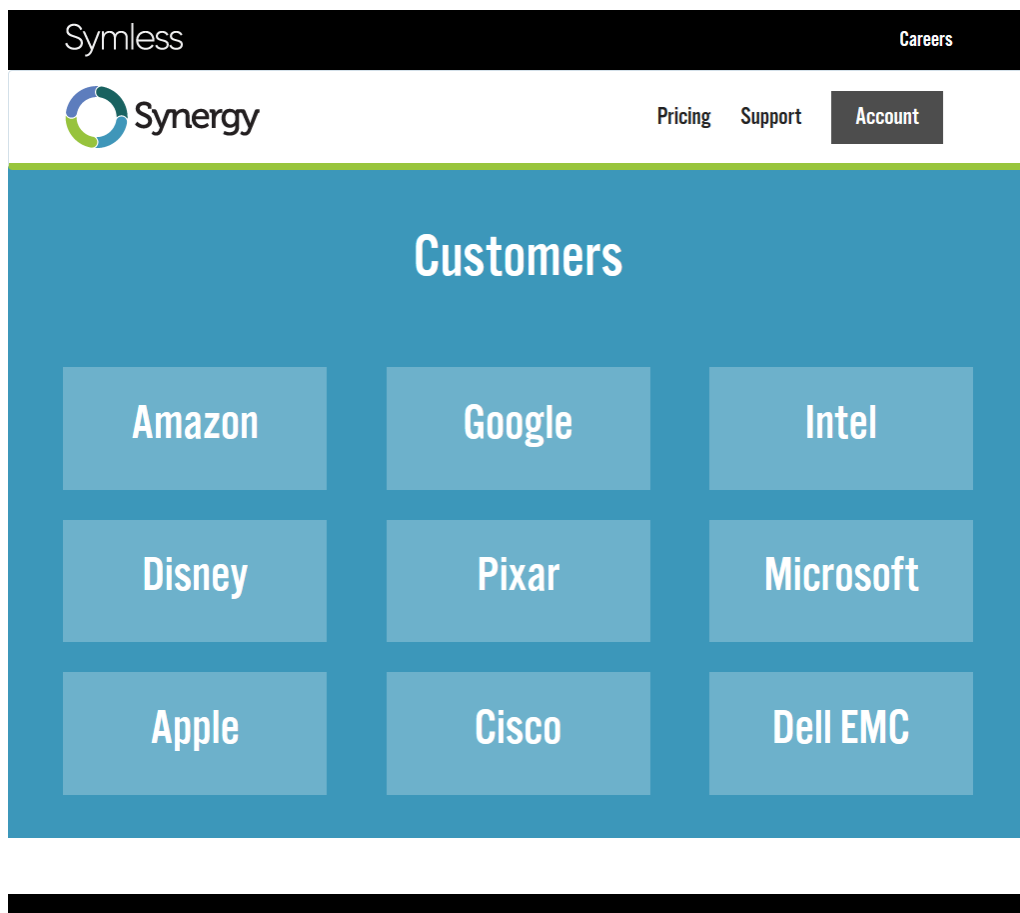 Symless
Careers
Synergy
Pricing Support Account
Customers
Amazon Google Intel
Disney Pixar Microsoft
Apple Cisco Dell EMC